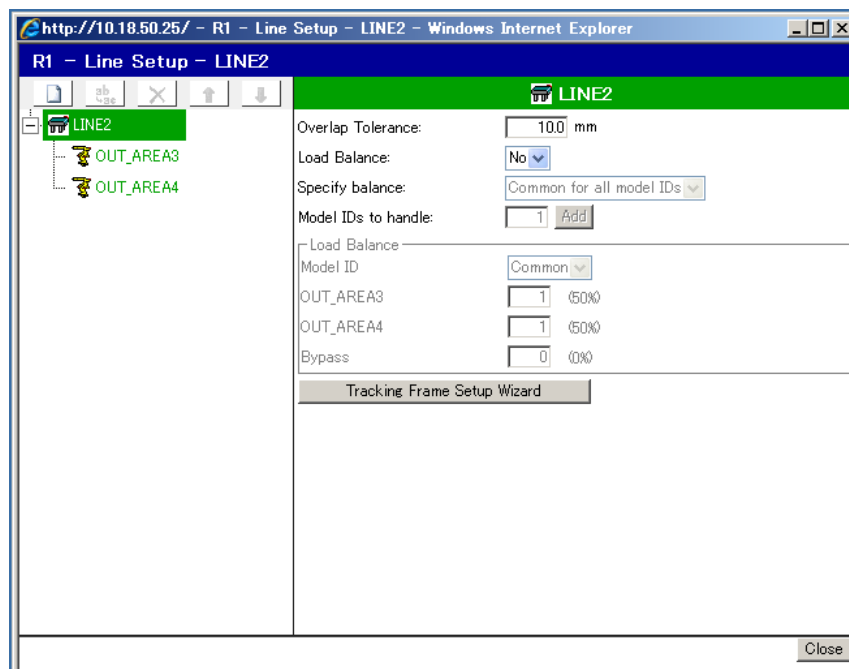 http://10.18.50.25/ - R1 - Line Setup - LINE2 - Windows Internet Explorer
R1 - Line Setup - LINE2
ab
ac
LINE2
OUT_AREA3
OUT_AREA4
LINE2
Overlap Tolerance: 10.0 mm
Load Balance: No
Specify balance: Common for all model IDs
Model IDs to handle: 1 Add
Load Balance
Model ID Common
OUT_AREA3 1 (50%)
OUT_AREA4 1 (50%)
Bypass 0 (0%)
Tracking Frame Setup Wizard
Close